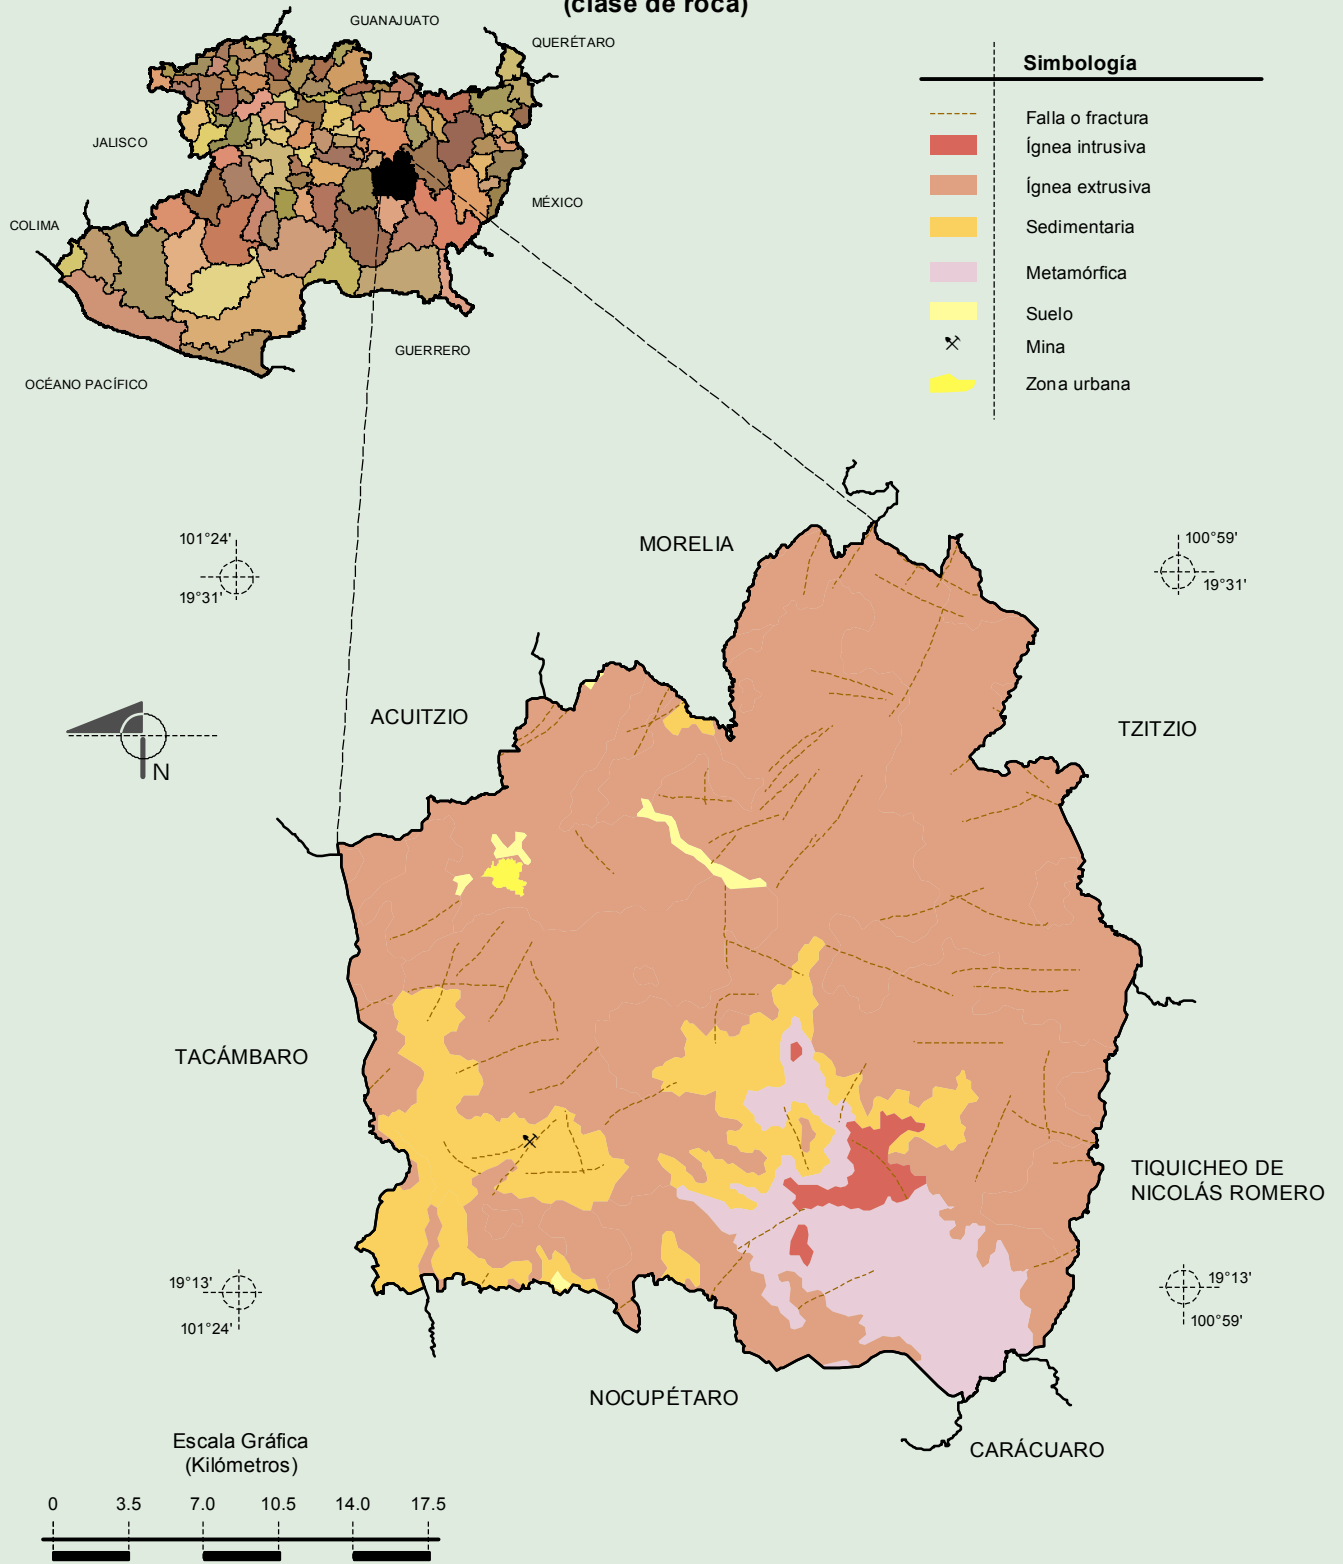 (clase de roca)
GUANAJUATO
QUERÉTARO
JALISCO
MÉXICO
COLIMA
GUERRERO
OCÉANO PACÍFICO
Simbología
Falla o fractura
Ígnea intrusiva
Ígnea extrusiva
Sedimentaria
Metamórfica
Suelo
Mina
Zona urbana
101°24'
19°31'
100°59'
19°31'
MORELIA
ACUITZIO
TZITZIO
N
TACÁMBARO
TIQUICHEO DE
NICOLÁS ROMERO
19°13'
101°24'
19°13'
100°59'
NOCUPÉTARO
CARÁCUARO
Escala Gráfica
(Kilómetros)
0 3.5 7.0 10.5 14.0 17.5